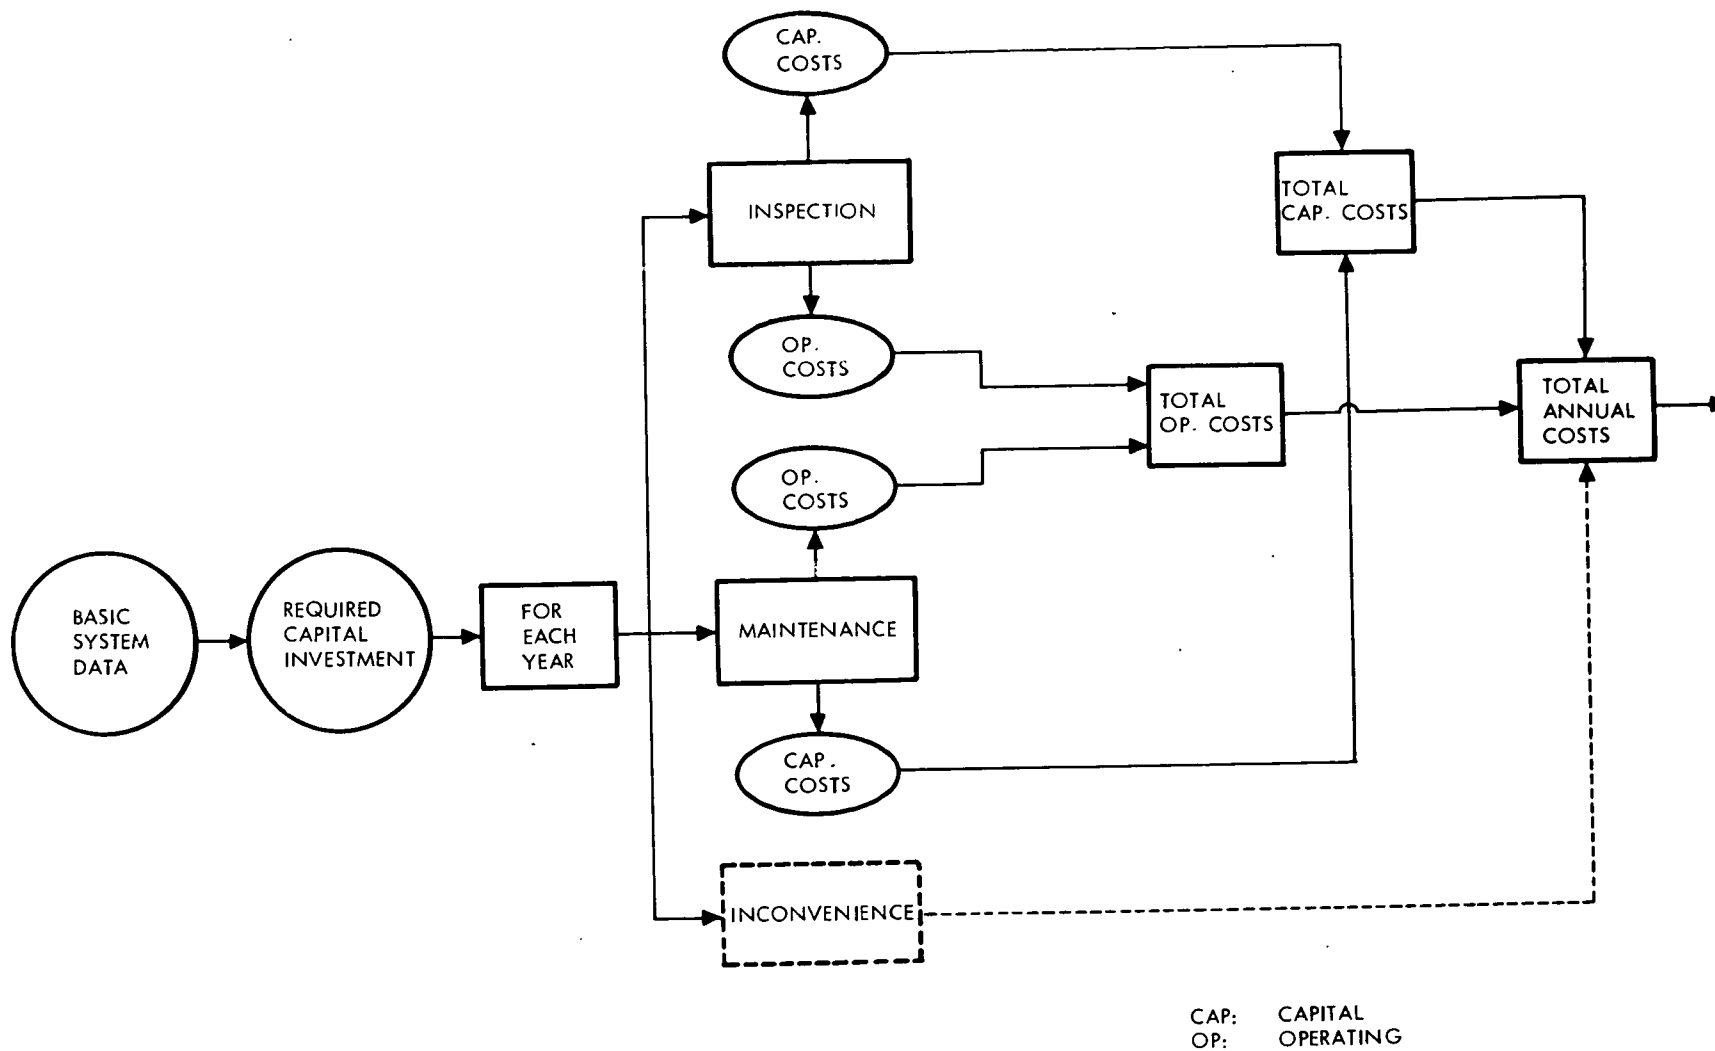 CAP.
COSTS
INSPECTION
TOTAL
CAP. COSTS
OP.
COSTS
TOTAL
OP. COSTS
TOTAL
ANNUAL
COSTS
OP.
COSTS
BASIC
SYSTEM
DATA
REQUIRED
CAPITAL
INVESTMENT
FOR
EACH
YEAR
MAINTENANCE
CAP.
COSTS
INCONVENIENCE
CAP: CAPITAL
OP: OPERATING